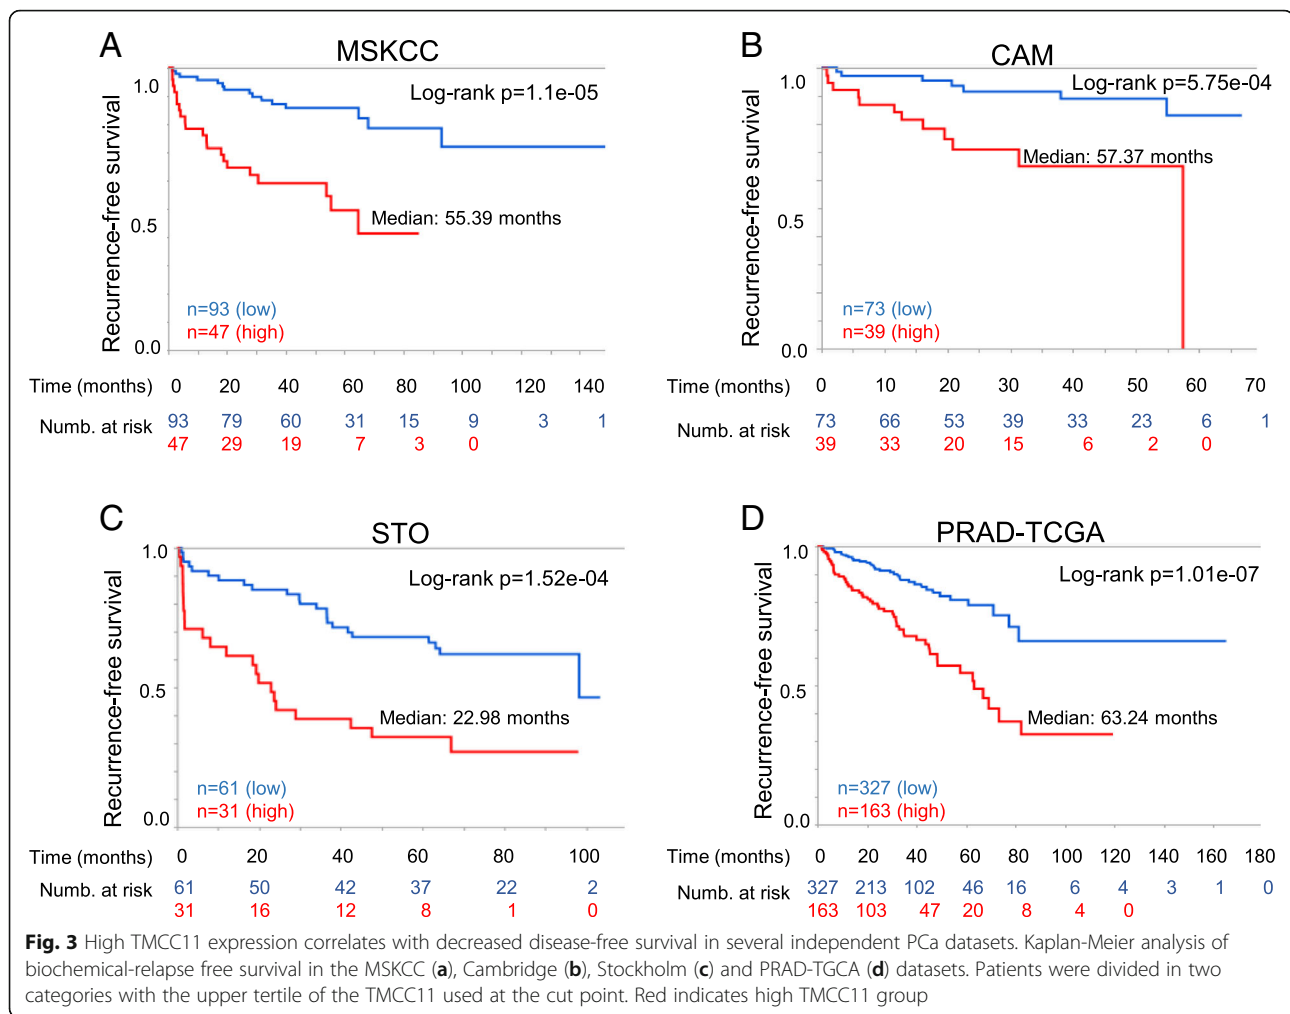 A
MSKCC
Log-rank p=1.1e-05
Recurrence-free survival
1.0
0.5
0.0
Median: 55.39 months
n=93 (low)
n=47 (high)
Time (months) 0 20 40 60 80 100 120 140
Numb. at risk
93 79 60 31 15 9 3 1
47 29 19 7 3 0
B
CAM
Log-rank p=5.75e-04
Recurrence-free survival
1.0
0.5
0.0
Median: 57.37 months
n=73 (low)
n=39 (high)
Time (months) 0 10 20 30 40 50 60 70
Numb. at risk
73 66 53 39 33 23 6 1
39 33 20 15 6 2 0
C
STO
Log-rank p=1.52e-04
Recurrence-free survival
1.0
0.5
0.0
Median: 22.98 months
n=61 (low)
n=31 (high)
Time (months) 0 20 40 60 80 100
Numb. at risk
61 50 42 37 22 2
31 16 12 8 1 0
D
PRAD-TCGA
Log-rank p=1.01e-07
Recurrence-free survival
1.0
0.5
0.0
Median: 63.24 months
n=327 (low)
n=163 (high)
Time (months) 0 20 40 60 80 100 120 140 160 180
Numb. at risk
327 213 102 46 16 6 4 3 1 0
163 103 47 20 8 4 0
Fig. 3 High TMCC11 expression correlates with decreased disease-free survival in several independent PCa datasets. Kaplan-Meier analysis of
biochemical-relapse free survival in the MSKCC (a), Cambridge (b), Stockholm (c) and PRAD-TGCA (d) datasets. Patients were divided in two
categories with the upper tertile of the TMCC11 used at the cut point. Red indicates high TMCC11 group